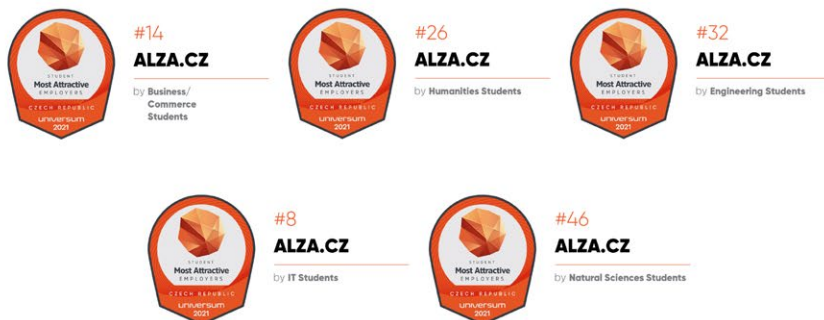 STUDENT
Most Attractive
EMPLOYERS
CZECH REPUBLIC
universum
2021
#14
ALZA.CZ
by Business/
Commerce
Students
STUDENT
Most Attractive
EMPLOYERS
CZECH REPUBLIC
universum
2021
#26
ALZA.CZ
by Humanities Students
STUDENT
Most Attractive
EMPLOYERS
CZECH REPUBLIC
universum
2021
#32
ALZA.CZ
by Engineering Students
STUDENT
Most Attractive
EMPLOYERS
CZECH REPUBLIC
universum
2021
#8
ALZA.CZ
by IT Students
STUDENT
Most Attractive
EMPLOYERS
CZECH REPUBLIC
universum
2021
#46
ALZA.CZ
by Natural Sciences Students